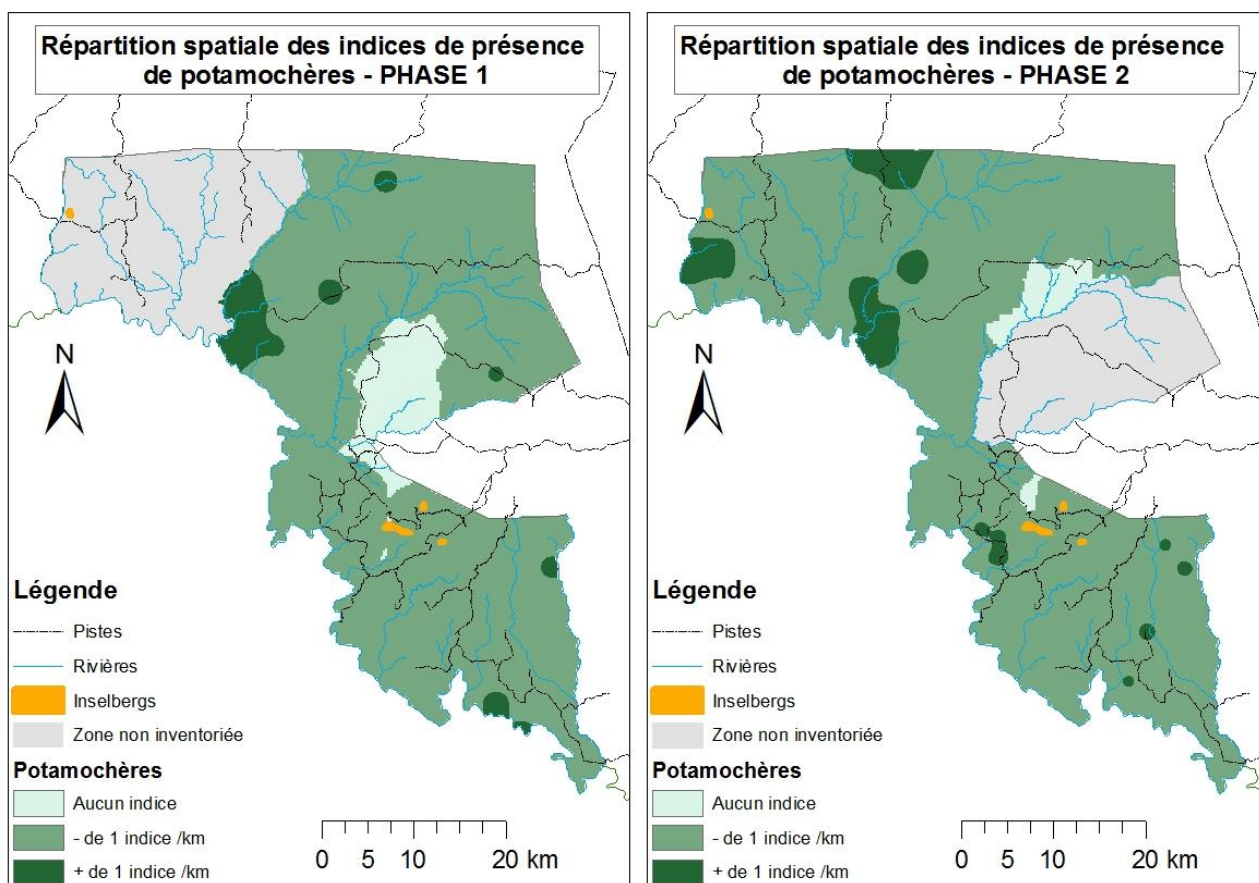 Répartition spatiale des indices de présence
de potamochères - PHASE 1
N
Légende
Pistes
Rivières
Inselbergs
Zone non inventoriée
Potamochères
Aucun indice
- de 1 indice /km
+ de 1 indice /km
0 5 10 20 km
Répartition spatiale des indices de présence
de potamochères - PHASE 2
N
Légende
Pistes
Rivières
Inselbergs
Zone non inventoriée
Potamochères
Aucun indice
- de 1 indice /km
+ de 1 indice /km
0 5 10 20 km